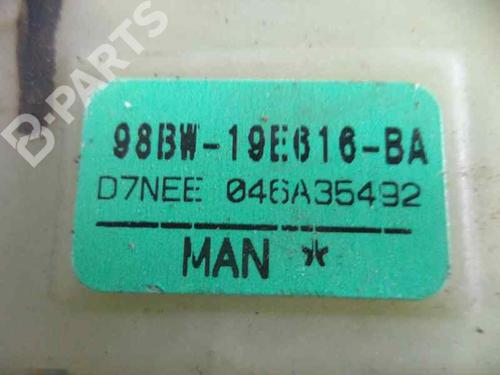 B-PARTS
98BW-19E616-BA
D7NEE 046A35492
MAN *